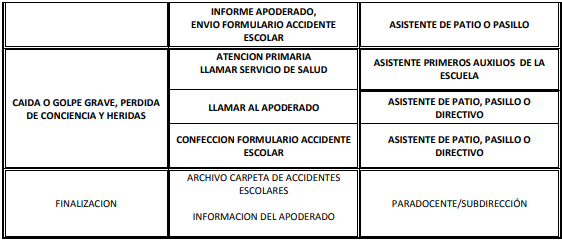 INFORME APODERADO,
ENVIO FORMULARIO ACCIDENTE
ESCOLAR
ASISTENTE DE PATIO O PASILLO
CAIDA O GOLPE GRAVE, PERDIDA
DE CONCIENCIA Y HERIDAS
ATENCION PRIMARIA
LLAMAR SERVICIO DE SALUD
ASISTENTE PRIMEROS AUXILIOS DE LA
ESCUELA
LLAMAR AL APODERADO
ASISTENTE DE PATIO, PASILLO O
DIRECTIVO
CONFECCION FORMULARIO ACCIDENTE
ESCOLAR
ASISTENTE DE PATIO, PASILLO O
DIRECTIVO
FINALIZACION
ARCHIVO CARPETA DE ACCIDENTES
ESCOLARES
INFORMACION DEL APODERADO
PARADOCENTE/SUBDIRECCIÓN